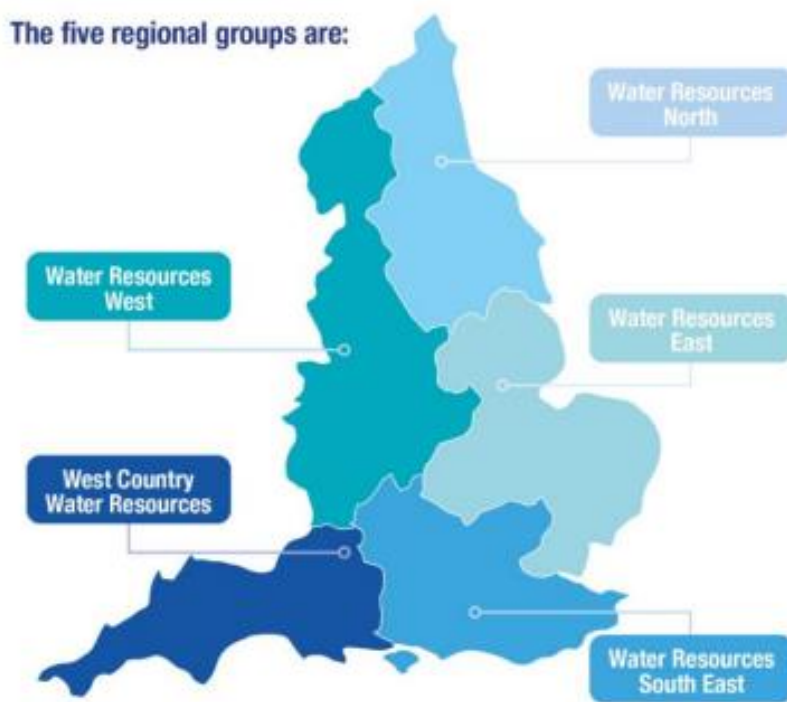 The five regional groups are:
Water Resources
North
Water Resources
West
Water Resources
East
West Country
Water Resources
Water Resources
South East